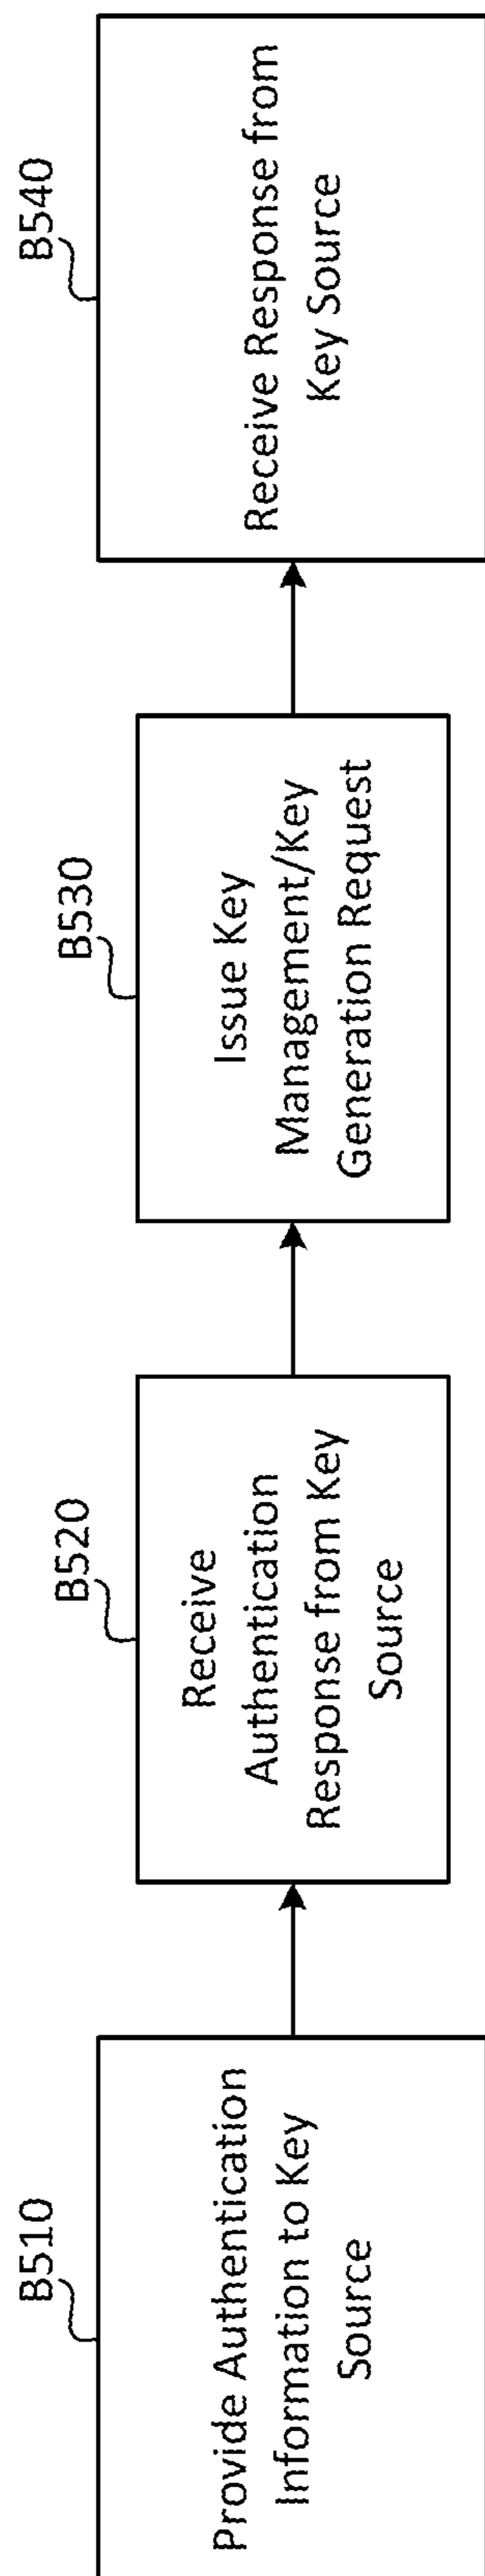 B510
Provide Authentication
Information to Key
Source
B520
Receive
Authentication
Response from Key
Source
B530
Issue Key
Management/Key
Generation Request
B540
Receive Response from
Key Source